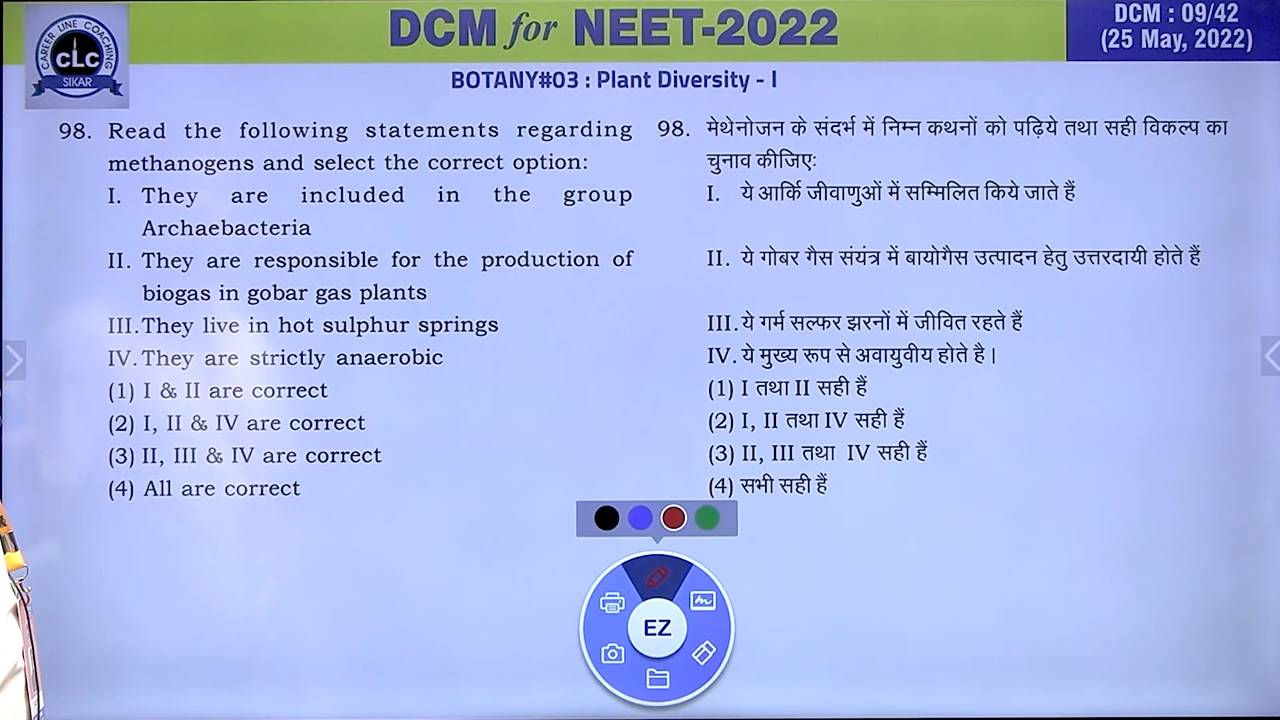 DCM for NEET-2022
DCM : 09/42
(25 May, 2022)
CAREER LINE COACHING
CLC
SIKAR
BOTANY#03 : Plant Diversity - I
98. Read the following statements regarding
methanogens and select the correct option:
I. They are included in the group
Archaebacteria
II. They are responsible for the production of
biogas in gobar gas plants
III. They live in hot sulphur springs
IV. They are strictly anaerobic
(1) I & II are correct
(2) I, II & IV are correct
(3) II, III & IV are correct
(4) All are correct
98. मेथेनोजन के संदर्भ में निम्न कथनों को पढ़िये तथा सही विकल्प का
चुनाव कीजिए:
I. ये आर्कि जीवाणुओं में सम्मिलित किये जाते हैं
II. ये गोबर गैस संयंत्र में बायोगैस उत्पादन हेतु उत्तरदायी होते हैं
III. ये गर्म सल्फर झरनों में जीवित रहते हैं
IV. ये मुख्य रूप से अवायुवीय होते है।
(1) I तथा II सही हैं
(2) I, II तथा IV सही हैं
(3) II, III तथा IV सही हैं
(4) सभी सही हैं
EZ